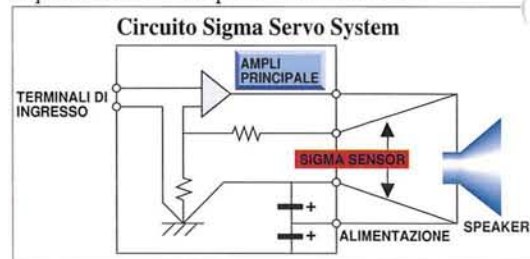 Circuito Sigma Servo System
AMPLI
PRINCIPALE
TERMINALI DI
INGRESSO
SIGMA SENSOR
+
+
ALIMENTAZIONE
SPEAKER